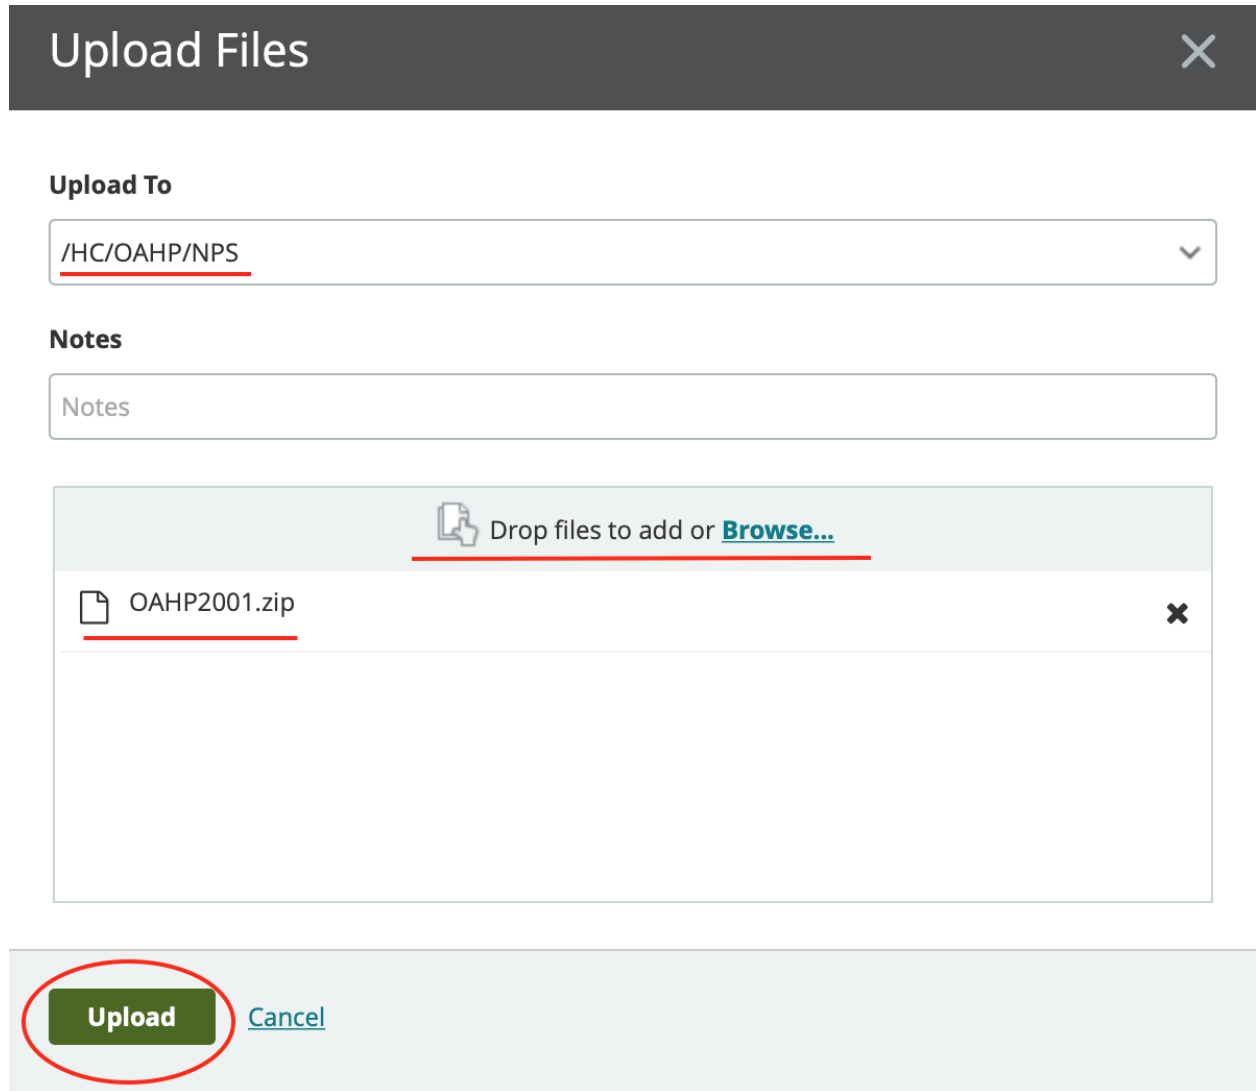 Upload Files
Upload To
/HC/OAHP/NPS
Notes
Notes
Drop files to add or Browse...
OAHP2001.zip
Upload Cancel